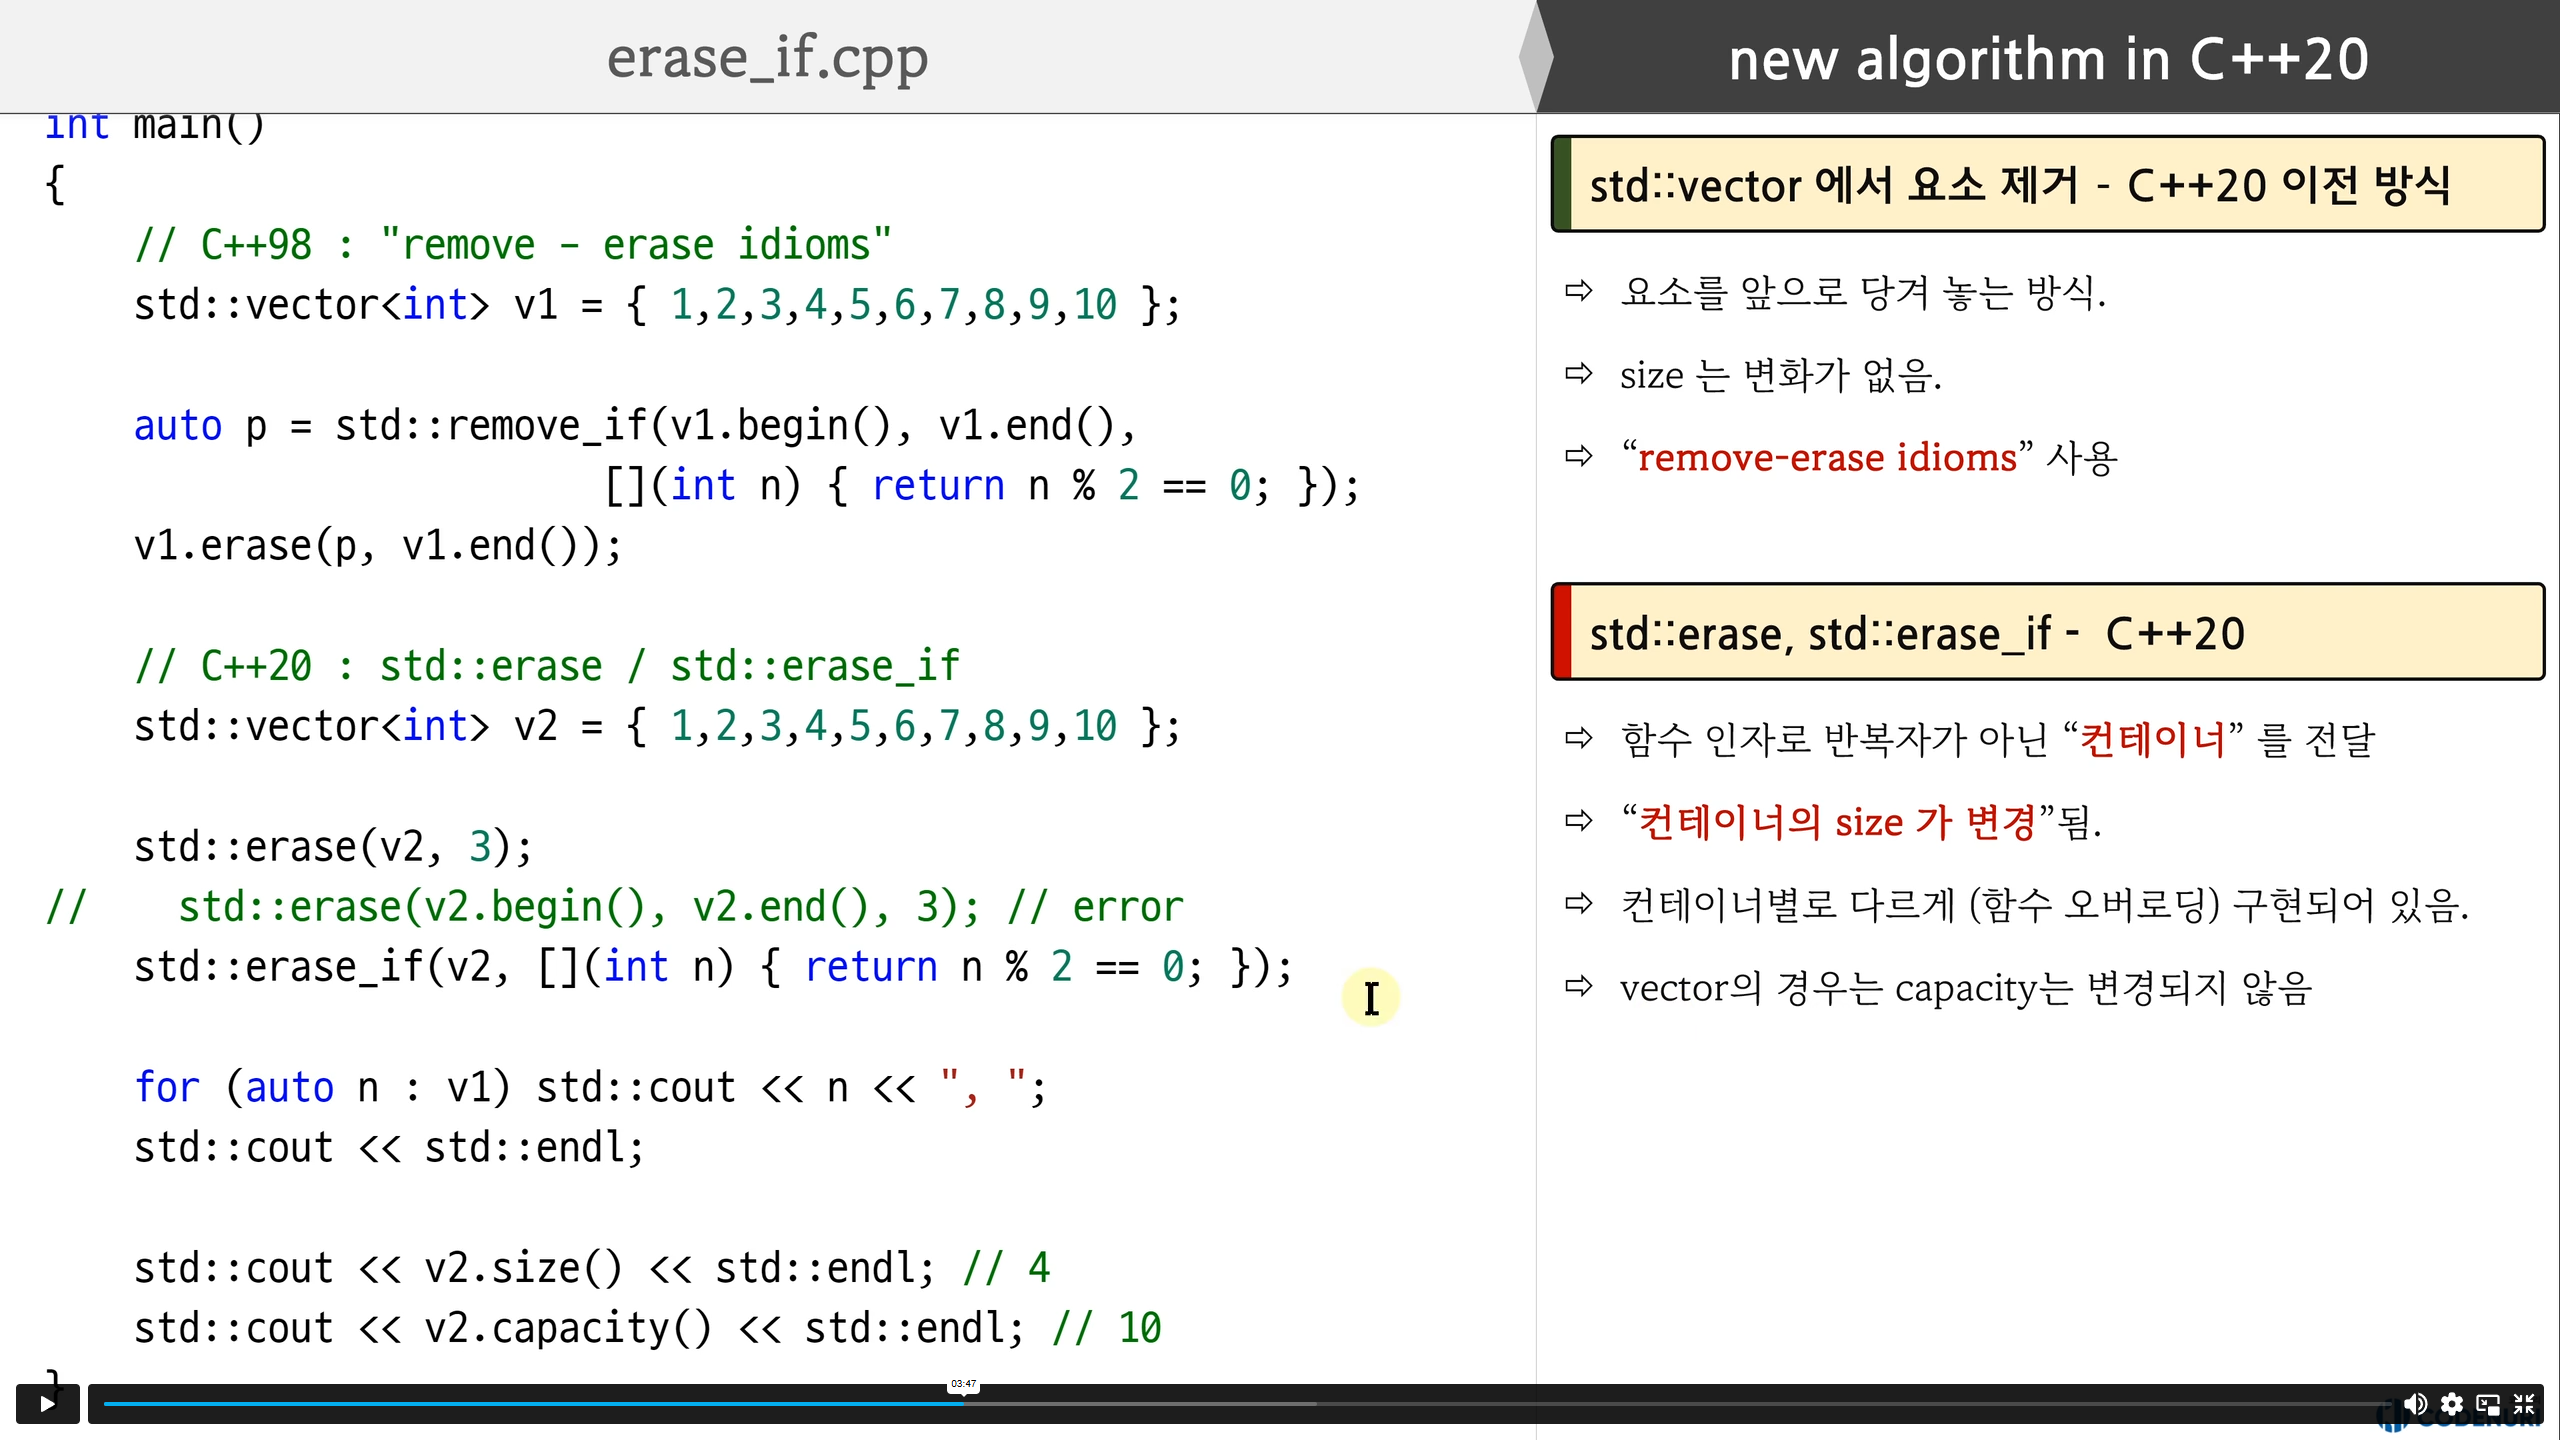 erase_if.cpp
new algorithm in C++20
int main()
{
// C++98 : "remove – erase idioms"
std::vector<int> v1 = { 1,2,3,4,5,6,7,8,9,10 };
auto p = std::remove_if(v1.begin(), v1.end(),
[](int n) { return n % 2 == 0; });
v1.erase(p, v1.end());
// C++20 : std::erase / std::erase_if
std::vector<int> v2 = { 1,2,3,4,5,6,7,8,9,10 };
std::erase(v2, 3);
// std::erase(v2.begin(), v2.end(), 3); // error
std::erase_if(v2, [](int n) { return n % 2 == 0; });
for (auto n : v1) std::cout << n << ", ";
std::cout << std::endl;
std::cout << v2.size() << std::endl; // 4
std::cout << v2.capacity() << std::endl; // 10
}
std::vector 에서 요소 제거 - C++20 이전 방식
⇨ 요소를 앞으로 당겨 놓는 방식.
⇨ size 는 변화가 없음.
⇨ “remove-erase idioms” 사용
std::erase, std::erase_if - C++20
⇨ 함수 인자로 반복자가 아닌 “컨테이너” 를 전달
⇨ “컨테이너의 size 가 변경”됨.
⇨ 컨테이너별로 다르게 (함수 오버로딩) 구현되어 있음.
⇨ vector의 경우는 capacity는 변경되지 않음
03:47
CODENURI